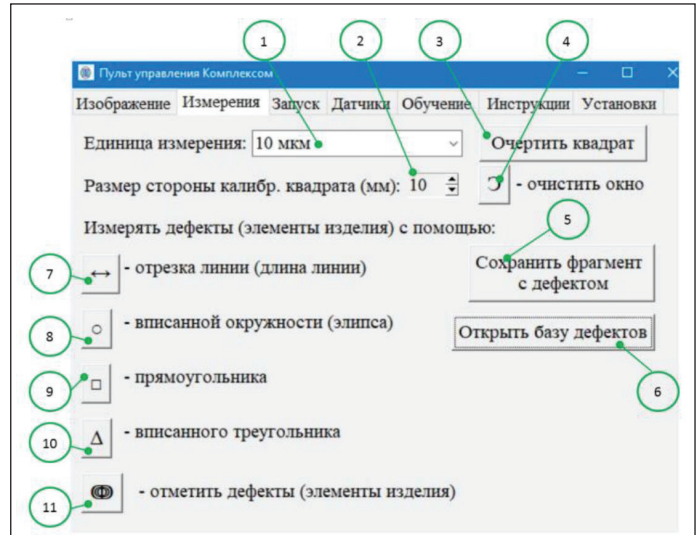 1 2 3 4
Пульт управления Комплексом
Изображение Измерения Запуск Датчики Обучение Инструкции Установки
Единица измерения: 10 мкм Очертить квадрат
Размер стороны калибр. квадрата (мм): 10 - очистить окно
Измерять дефекты (элементы изделия) с помощью:
5
7 ↔ - отрезка линии (длина линии) Сохранить фрагмент
с дефектом
8 ○ - вписанной окружности (элипса) Открыть базу дефектов
9 □ - прямоугольника 6
10 Δ - вписанного треугольника
11 - отметить дефекты (элементы изделия)